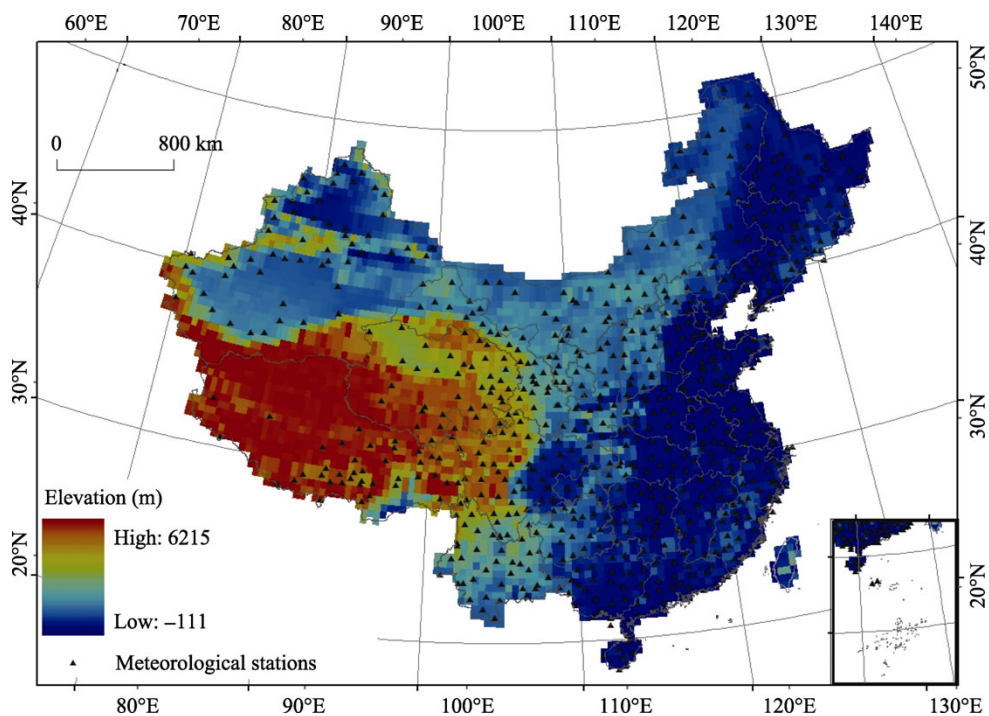 60°E 70°E 80°E 90°E 100°E 110°E 120°E 130°E 140°E
50°N
0 800 km
40°N
40°N
30°N
30°N
Elevation (m)
High: 6215
20°N
20°N
Low: –111
Meteorological stations
80°E 90°E 100°E 110°E 120°E 130°E